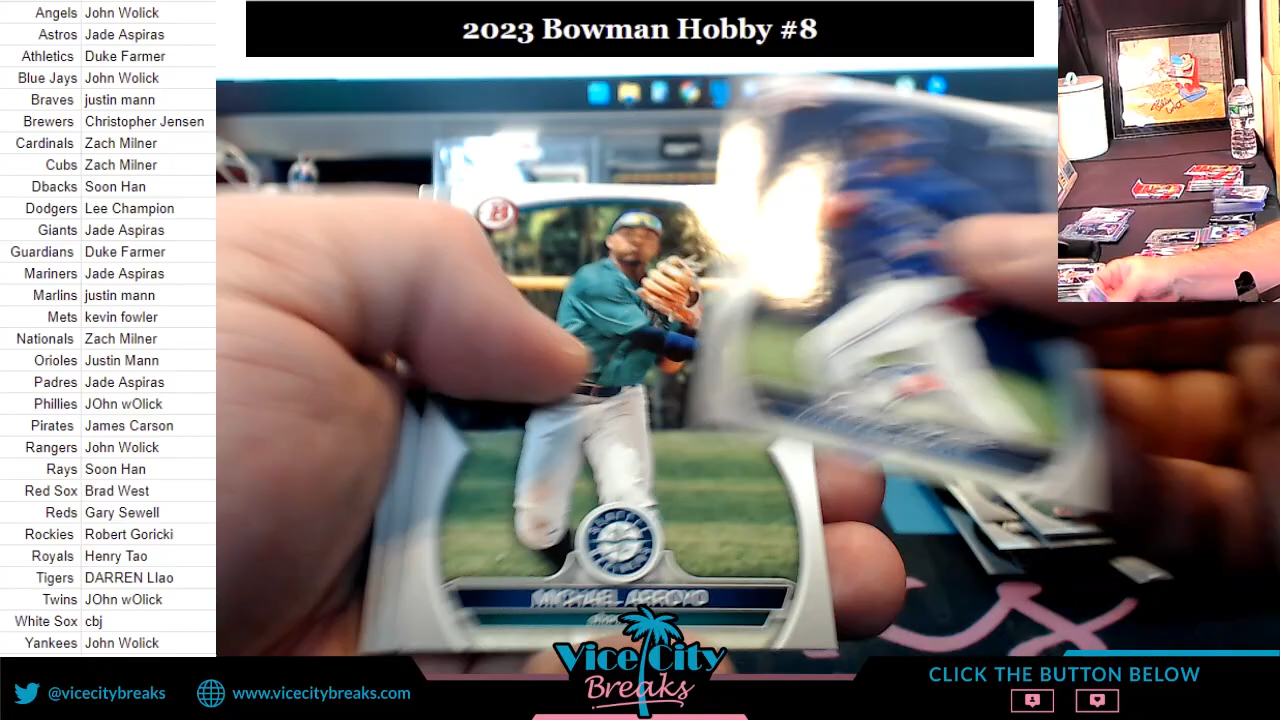 2023 Bowman Hobby #8
Angels John Wolick
Astros Jade Aspiras
Athletics Duke Farmer
Blue Jays John Wolick
Braves justin mann
Brewers Christopher Jensen
Cardinals Zach Milner
Cubs Zach Milner
Dbacks Soon Han
Dodgers Lee Champion
Giants Jade Aspiras
Guardians Duke Farmer
Mariners Jade Aspiras
Marlins justin mann
Mets kevin fowler
Nationals Zach Milner
Orioles Justin Mann
Padres Jade Aspiras
Phillies JOhn wOlick
Pirates James Carson
Rangers John Wolick
Rays Soon Han
Red Sox Brad West
Reds Gary Sewell
Rockies Robert Goricki
Royals Henry Tao
Tigers DARREN LIao
Twins JOhn wOlick
White Sox cbj
Yankees John Wolick
MICHAEL ARROYO
Vice City
Breaks
@vicecitybreaks
www.vicecitybreaks.com
CLICK THE BUTTON BELOW